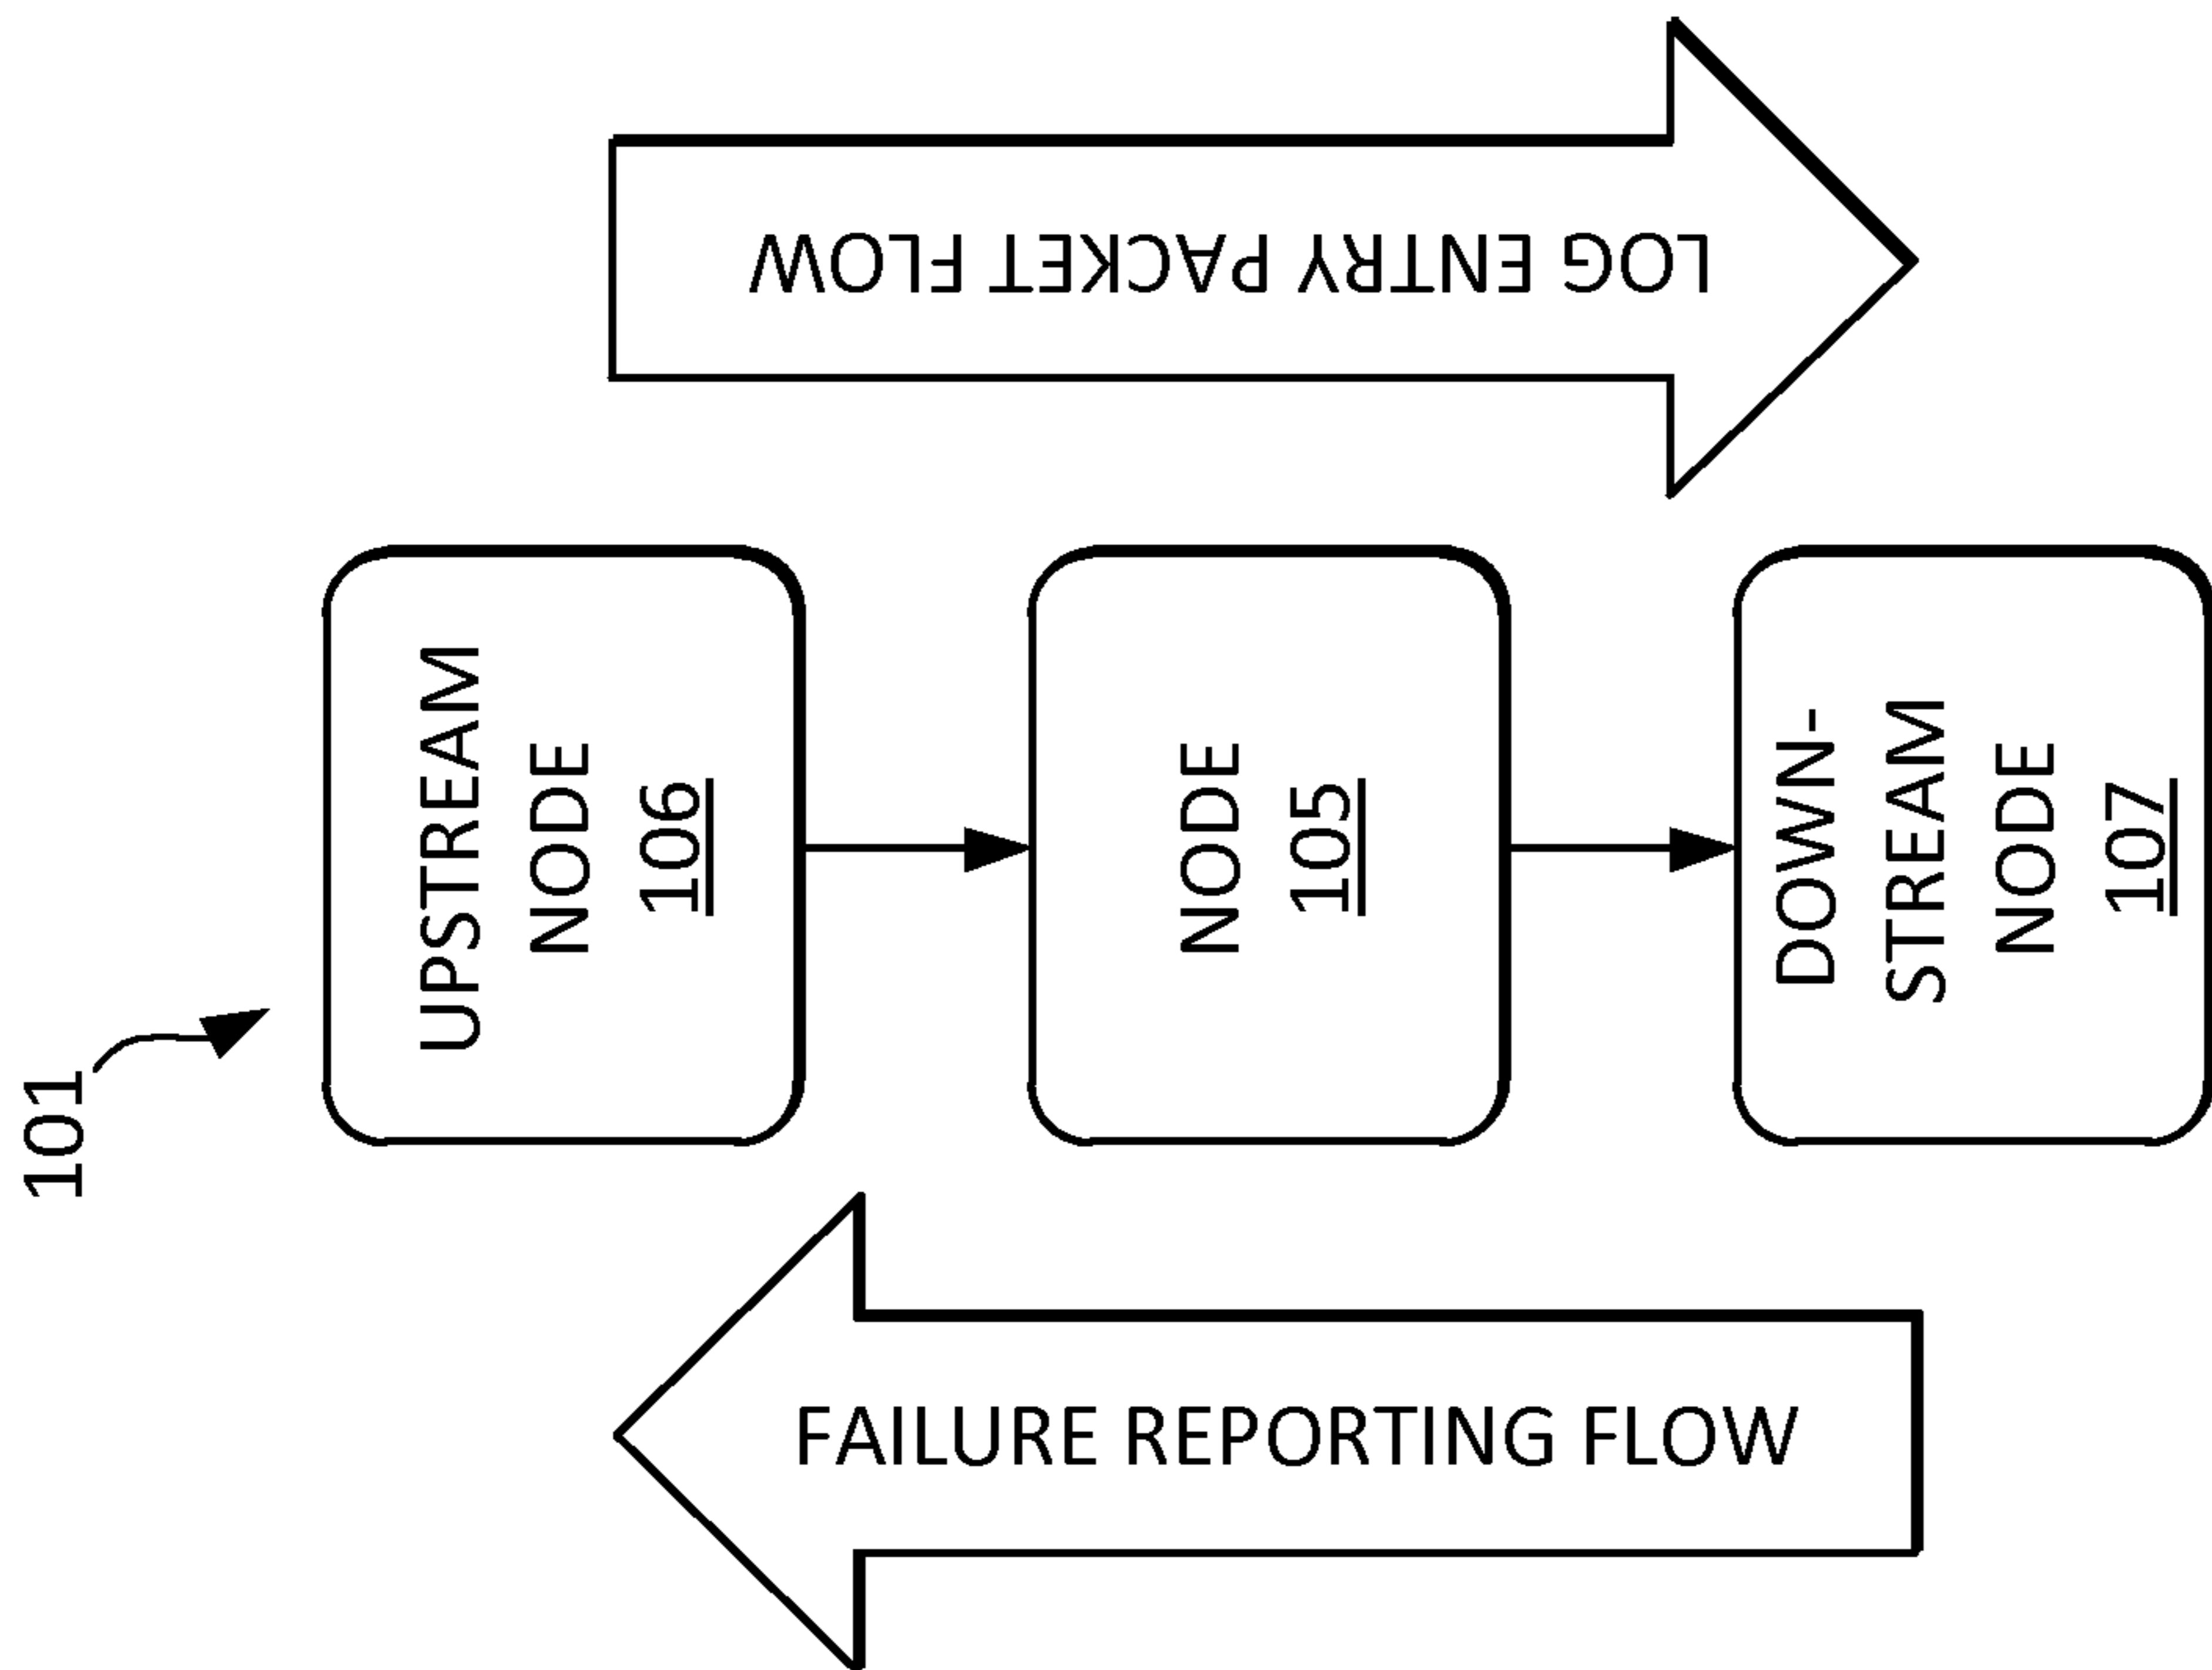 101
UPSTREAM
NODE
106
NODE
105
DOWN-
STREAM
NODE
107
LOG ENTRY PACKET FLOW
FAILURE REPORTING FLOW